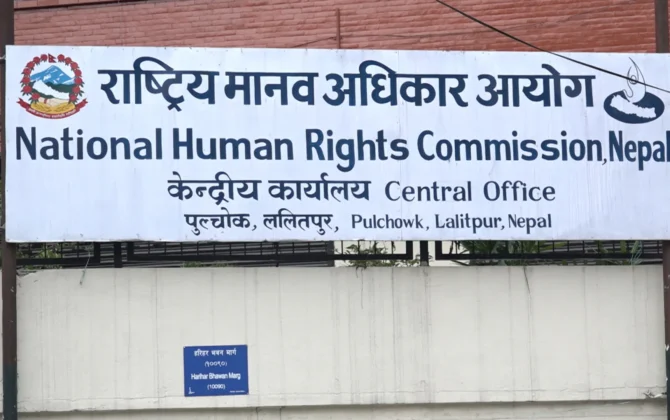 राष्ट्रिय मानव अधिकार आयोग
National Human Rights Commission, Nepal
केन्द्रीय कार्यालय Central Office
पुल्चोक, ललितपुर, Pulchowk, Lalitpur, Nepal
हरिहर भवन मार्ग
(१००९०)
Harihar Bhawan Marg
(10090)